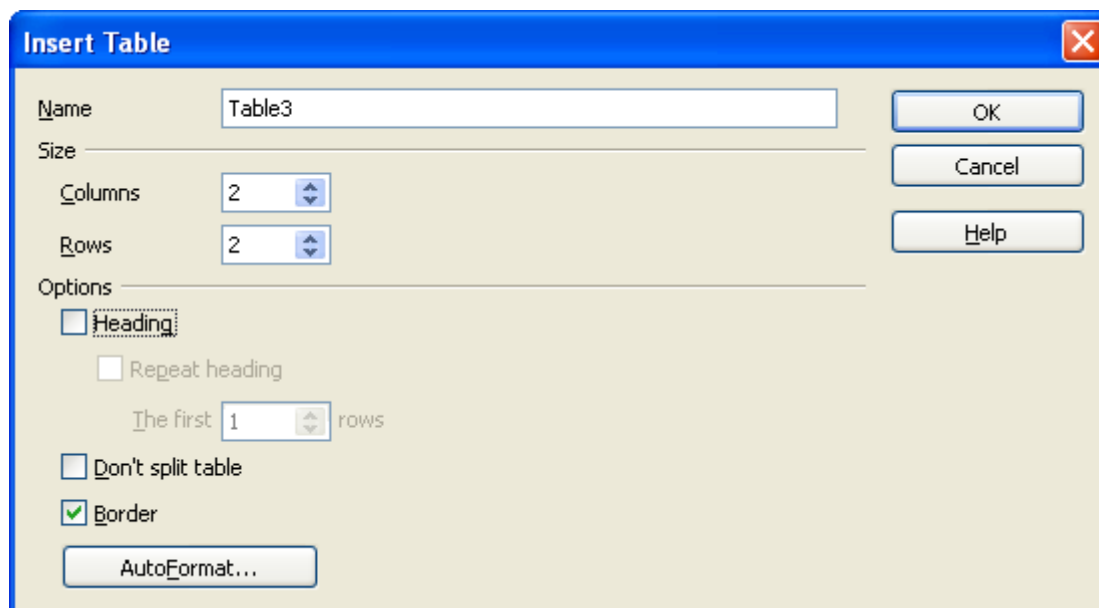 Insert Table
Name Table3 OK
Size
Cancel
Columns 2
Rows 2 Help
Options
Heading
Repeat heading
The first 1 rows
Don't split table
Border
AutoFormat...